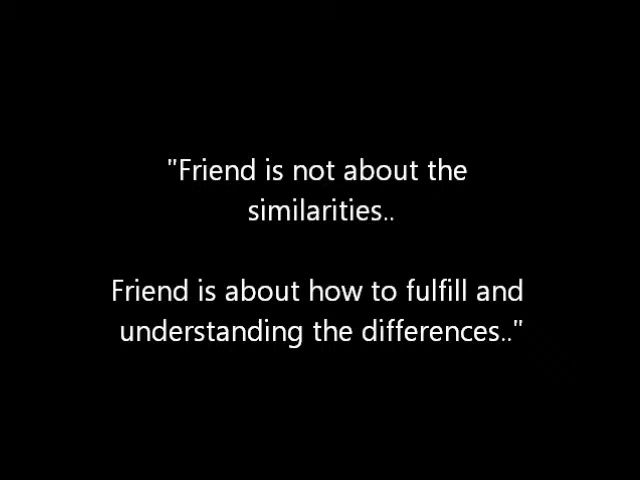 "Friend is not about the
similarities..
Friend is about how to fulfill and
understanding the differences.."